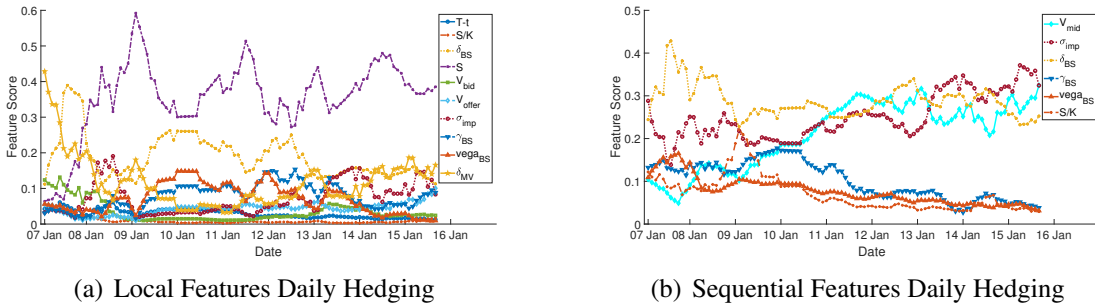 0.6
0.5
0.4
0.3
0.2
0.1
0
Feature Score
07 Jan 08 Jan 09 Jan 10 Jan 11 Jan 12 Jan 13 Jan 14 Jan 15 Jan 16 Jan
Date
T-t
S/K
δBS
S
Vbid
Voffer
σimp
γBS
vegaBS
δMV
(a) Local Features Daily Hedging
0.5
0.4
0.3
0.2
0.1
0
Feature Score
07 Jan 08 Jan 09 Jan 10 Jan 11 Jan 12 Jan 13 Jan 14 Jan 15 Jan 16 Jan
Date
Vmid
σimp
δBS
γBS
vegaBS
S/K
(b) Sequential Features Daily Hedging